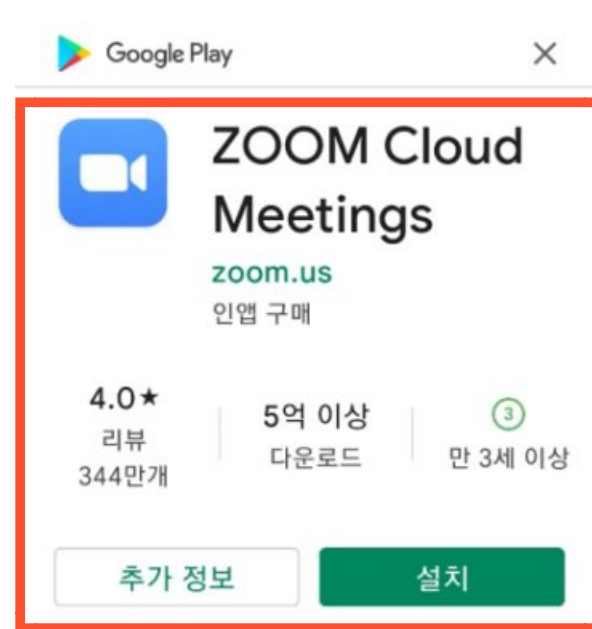 Google Play
ZOOM Cloud
Meetings
zoom.us
인앱 구매
4.0★
리뷰
344만개
5억 이상
다운로드
3
만 3세 이상
추가 정보
설치